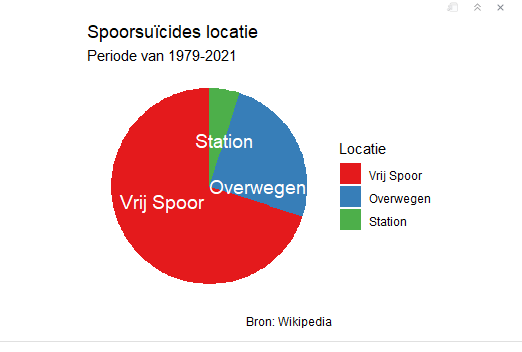 Spoorsuïcides locatie
Periode van 1979-2021
Station
Overwegen
Vrij Spoor
Locatie
Vrij Spoor
Overwegen
Station
Bron: Wikipedia